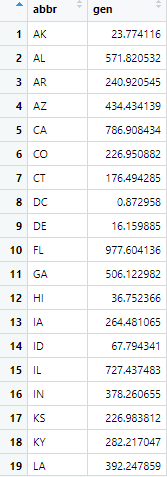 abbr gen
1 AK 23.774116
2 AL 571.820532
3 AR 240.920545
4 AZ 434.434139
5 CA 786.908434
6 CO 226.950882
7 CT 176.494285
8 DC 0.872958
9 DE 16.159885
10 FL 977.604136
11 GA 506.122982
12 HI 36.752366
13 IA 264.481065
14 ID 67.794341
15 IL 727.437483
16 IN 378.260655
17 KS 226.983812
18 KY 282.217047
19 LA 392.247859